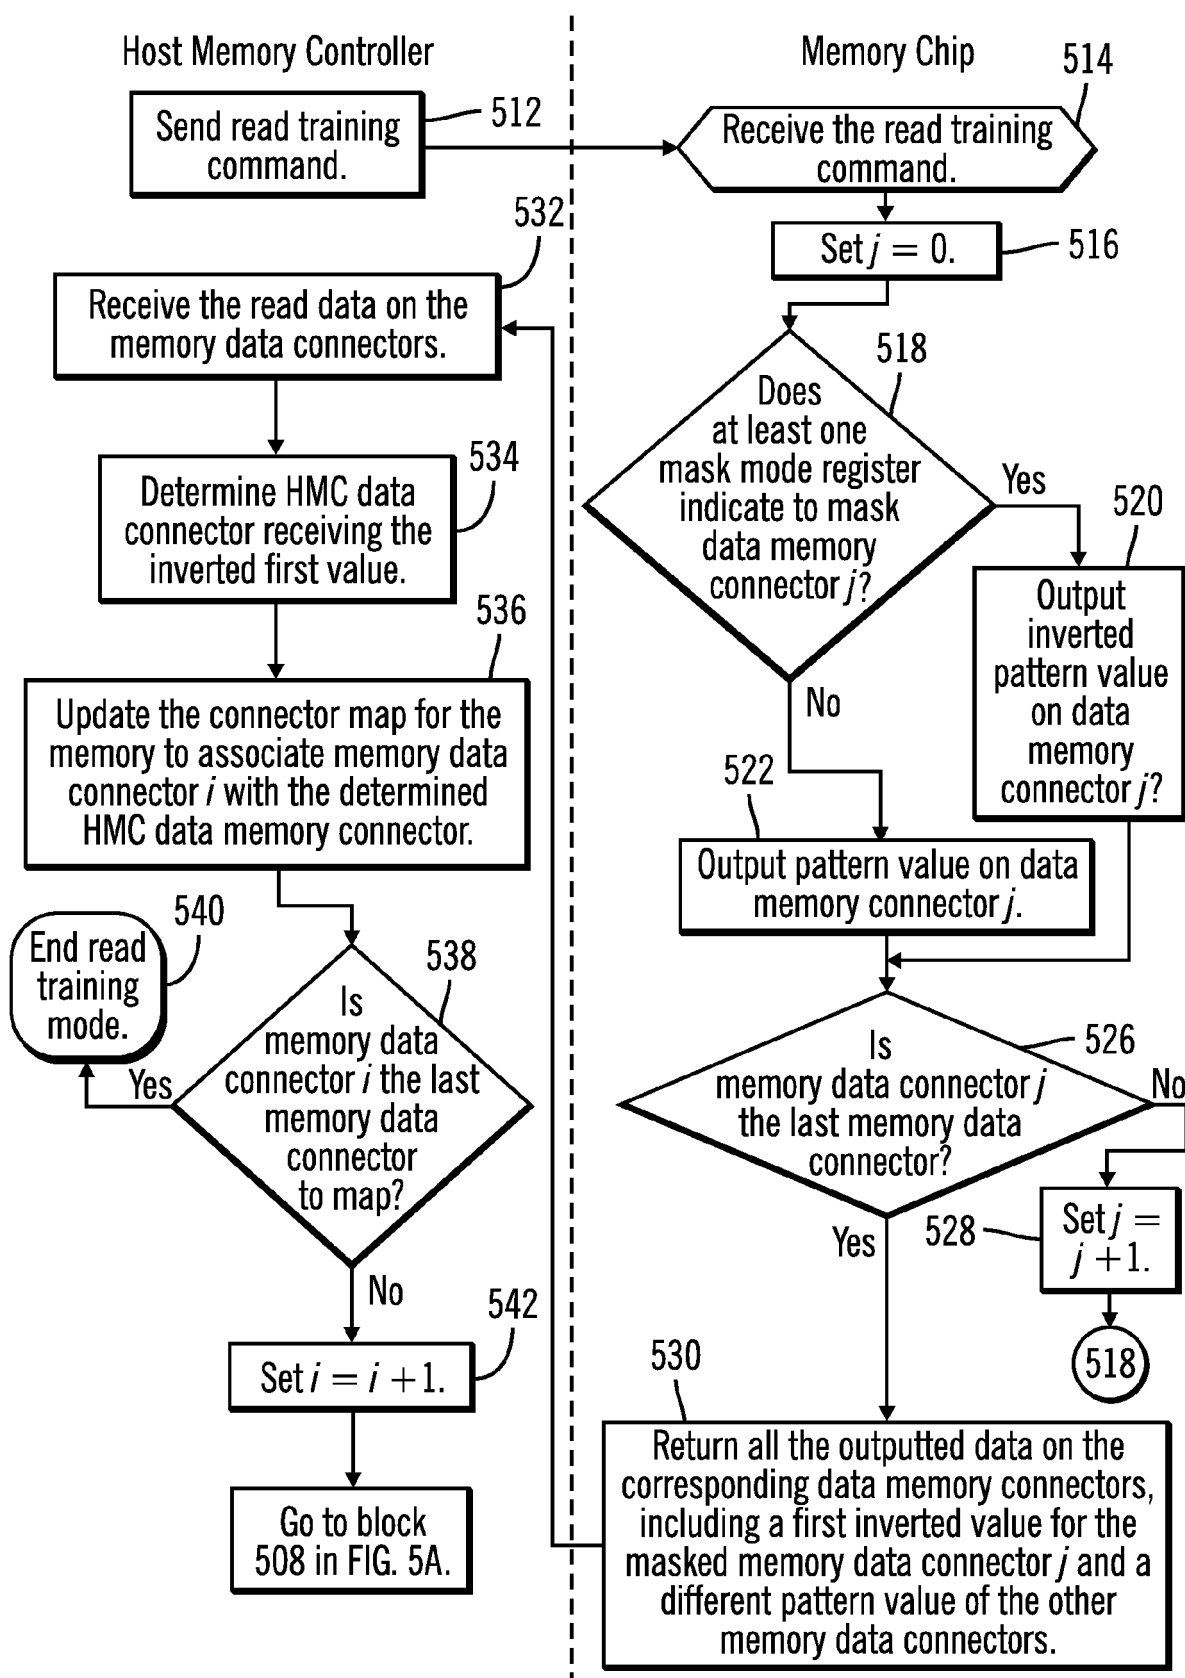 Host Memory Controller
Memory Chip
Send read training
command.
512
Receive the read training
command.
514
Set j = 0.
516
532
Receive the read data on the
memory data connectors.
518
Does
at least one
mask mode register
indicate to mask
data memory
connector j?
Yes
No
520
Output
inverted
pattern value
on data
memory
connector j?
534
Determine HMC data
connector receiving the
inverted first value.
536
Update the connector map for the
memory to associate memory data
connector i with the determined
HMC data memory connector.
522
Output pattern value on data
memory connector j.
540
End read
training
mode.
538
Is
memory data
connector i the last
memory data
connector
to map?
Yes
No
526
Is
memory data connector j
the last memory data
connector?
No
Yes
528
Set j =
j +1.
518
542
Set i = i +1.
Go to block
508 in FIG. 5A.
530
Return all the outputted data on the
corresponding data memory connectors,
including a first inverted value for the
masked memory data connector j and a
different pattern value of the other
memory data connectors.